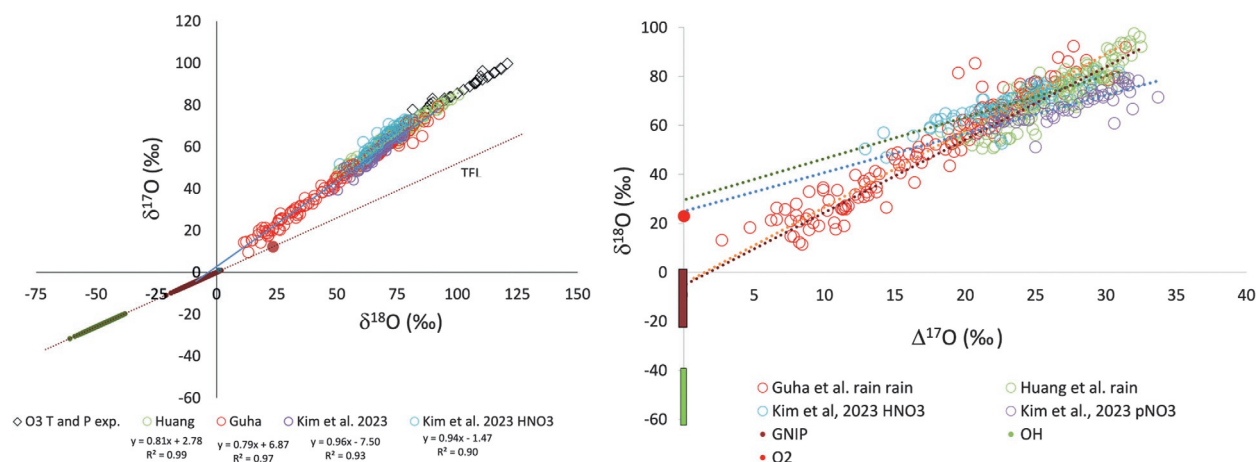 120
100
80
60
40
20
0
-20
-40
-60
δ¹⁷O (‰)
TFL
-75 -50 -25 0 25 50 75 100 125 150
δ¹⁸O (‰)
O3 T and P exp. Huang Guha Kim et al. 2023 Kim et al. 2023 HNO3
y = 0.81x + 2.78 y = 0.79x + 6.87 y = 0.96x - 7.50 y = 0.94x - 1.47
R² = 0.99 R² = 0.97 R² = 0.93 R² = 0.90
100
80
60
40
20
0
-20
-40
-60
δ¹⁸O (‰)
5 10 15 20 25 30 35 40
Δ¹⁷O (‰)
Guha et al. rain rain Huang et al. rain
Kim et al, 2023 HNO3 Kim et al., 2023 pNO3
GNIP OH
O2